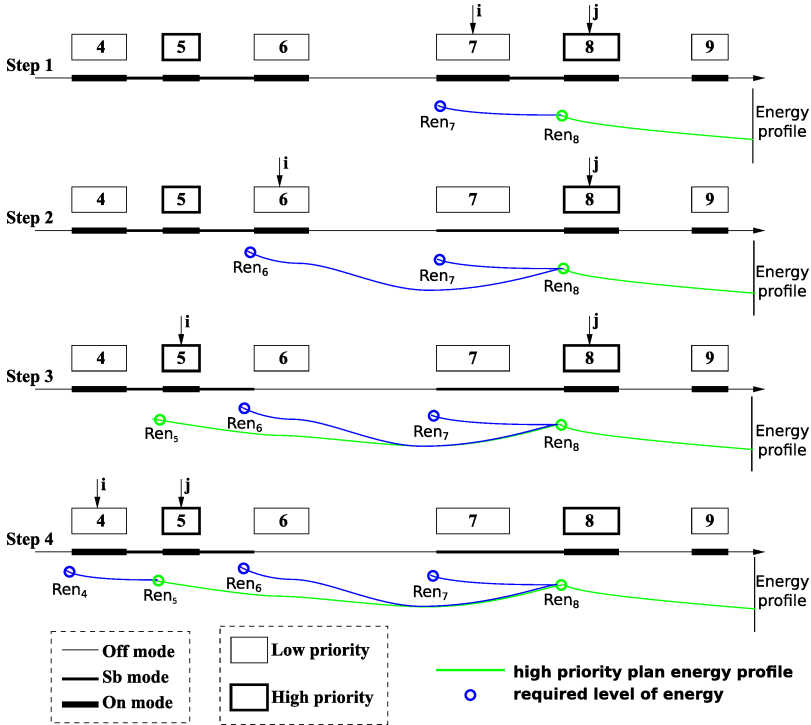 i j
4 5 6 7 8 9
Step 1
Energy
profile
Ren7
Ren8
i j
4 5 6 7 8 9
Step 2
Energy
profile
Ren6
Ren7
Ren8
i j
4 5 6 7 8 9
Step 3
Energy
profile
Ren5
Ren6
Ren7
Ren8
i j
4 5 6 7 8 9
Step 4
Energy
profile
Ren4
Ren5
Ren6
Ren7
Ren8
Off mode
Sb mode
On mode
Low priority
High priority
high priority plan energy profile
required level of energy